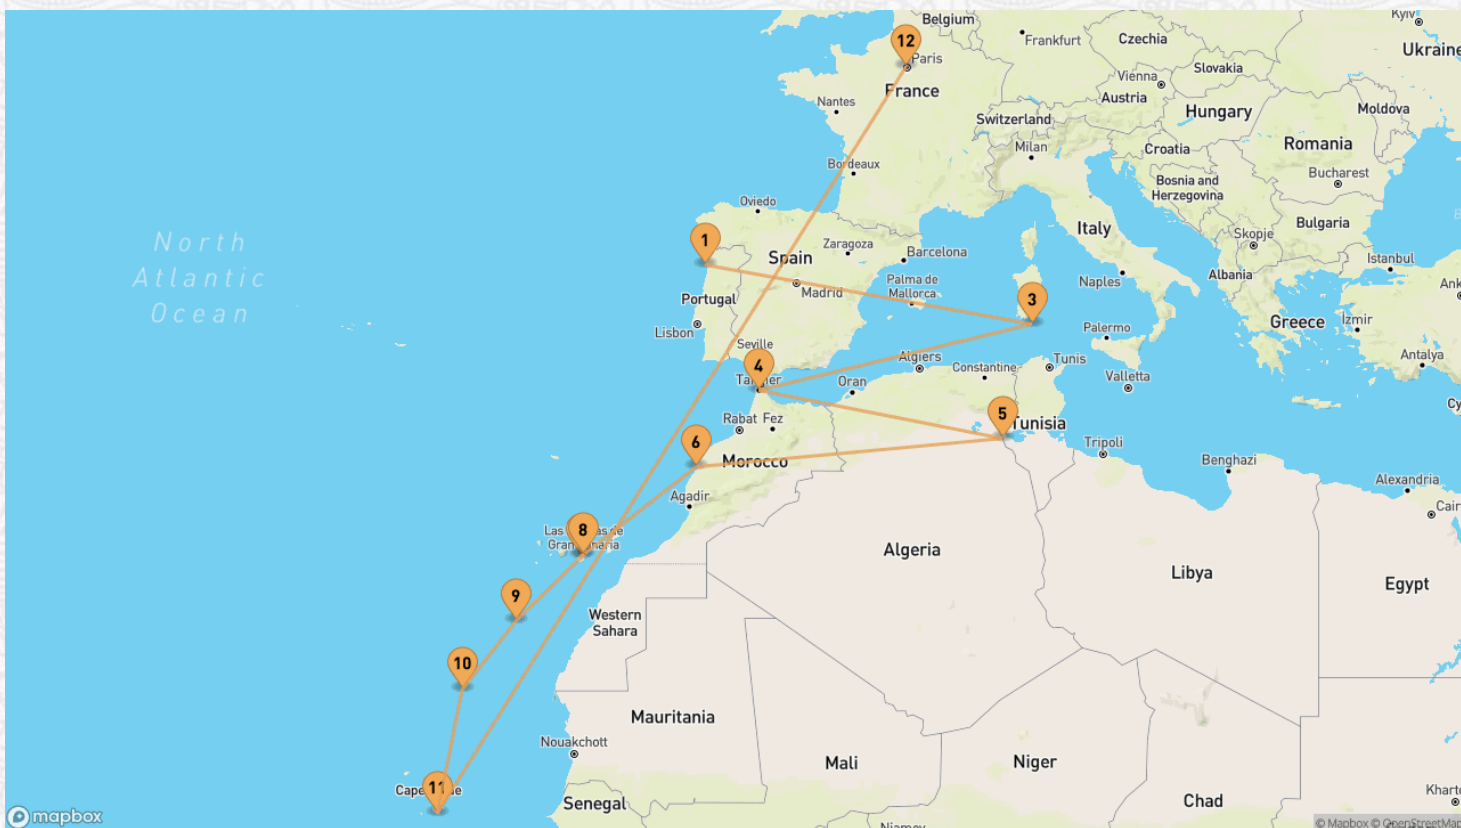 Belgium
Kyiv
12
Frankfurt
Czechia
Ukraine
Paris
Slovakia
Vienna
France
Austria
Nantes
Hungary
Moldova
Switzerland
Milan
Croatia
Romania
Bordeaux
Bucharest
Bosnia and
Herzegovina
Oviedo
Bulgaria
Italy
Skopje
1
Zaragoza
North
Atlantic
Ocean
Spain
Barcelona
Istanbul
Albania
Naples
Palma de
Mallorca
Madrid
Portugal
3
Izmir
Greece
Lisbon
Palermo
Seville
Algiers
Tunis
Antalya
4
Constantine
Valletta
Tangier
Oran
5
Rabat Fez
Tunisia
6
Tripoli
Morocco
Benghazi
Alexandria
Agadir
8
Algeria
Libya
Egypt
9
Western
Sahara
10
Mauritania
Nouakchott
Mali
Niger
11
Senegal
Chad
Niamey
mapbox
© Mapbox © OpenStreetMap